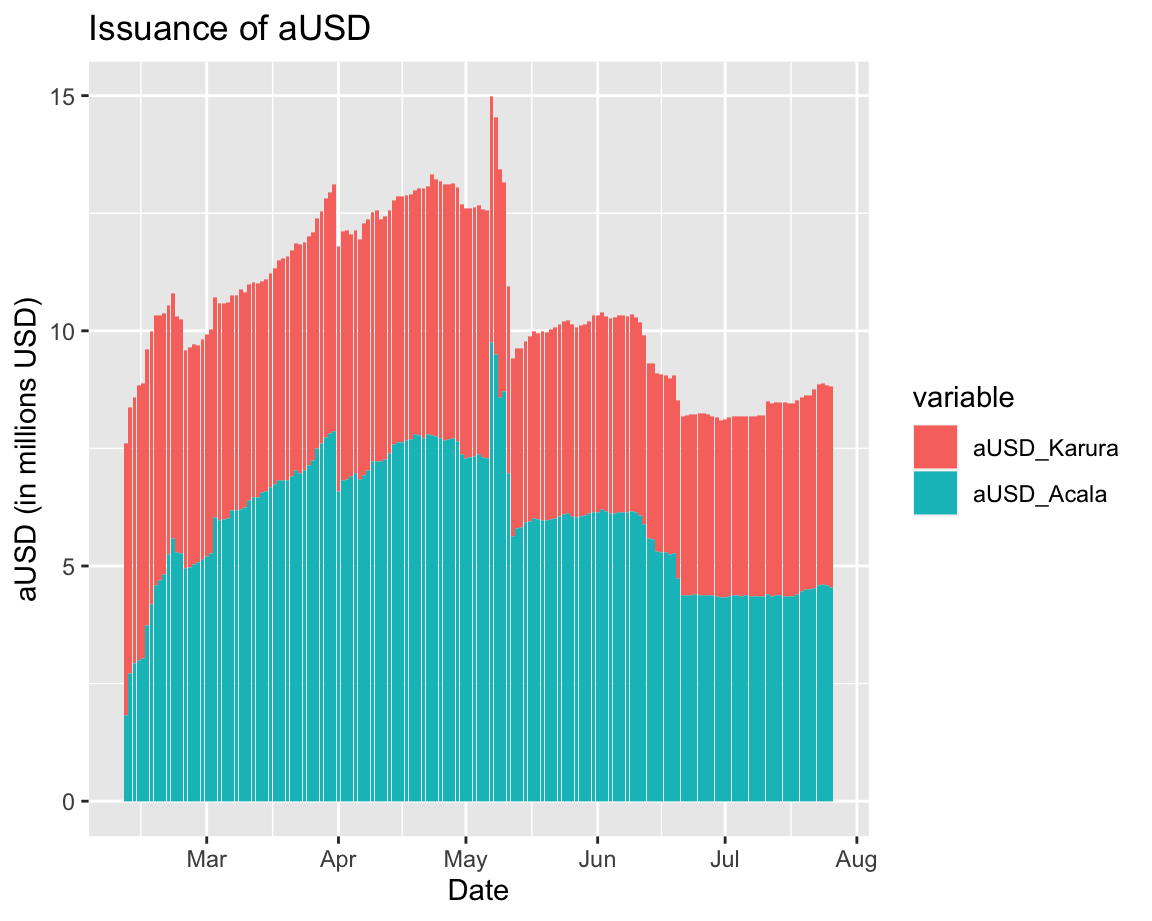 Issuance of aUSD
aUSD (in millions USD)
15
10
5
0
Mar Apr May Jun Jul Aug
Date
variable
aUSD_Karura
aUSD_Acala